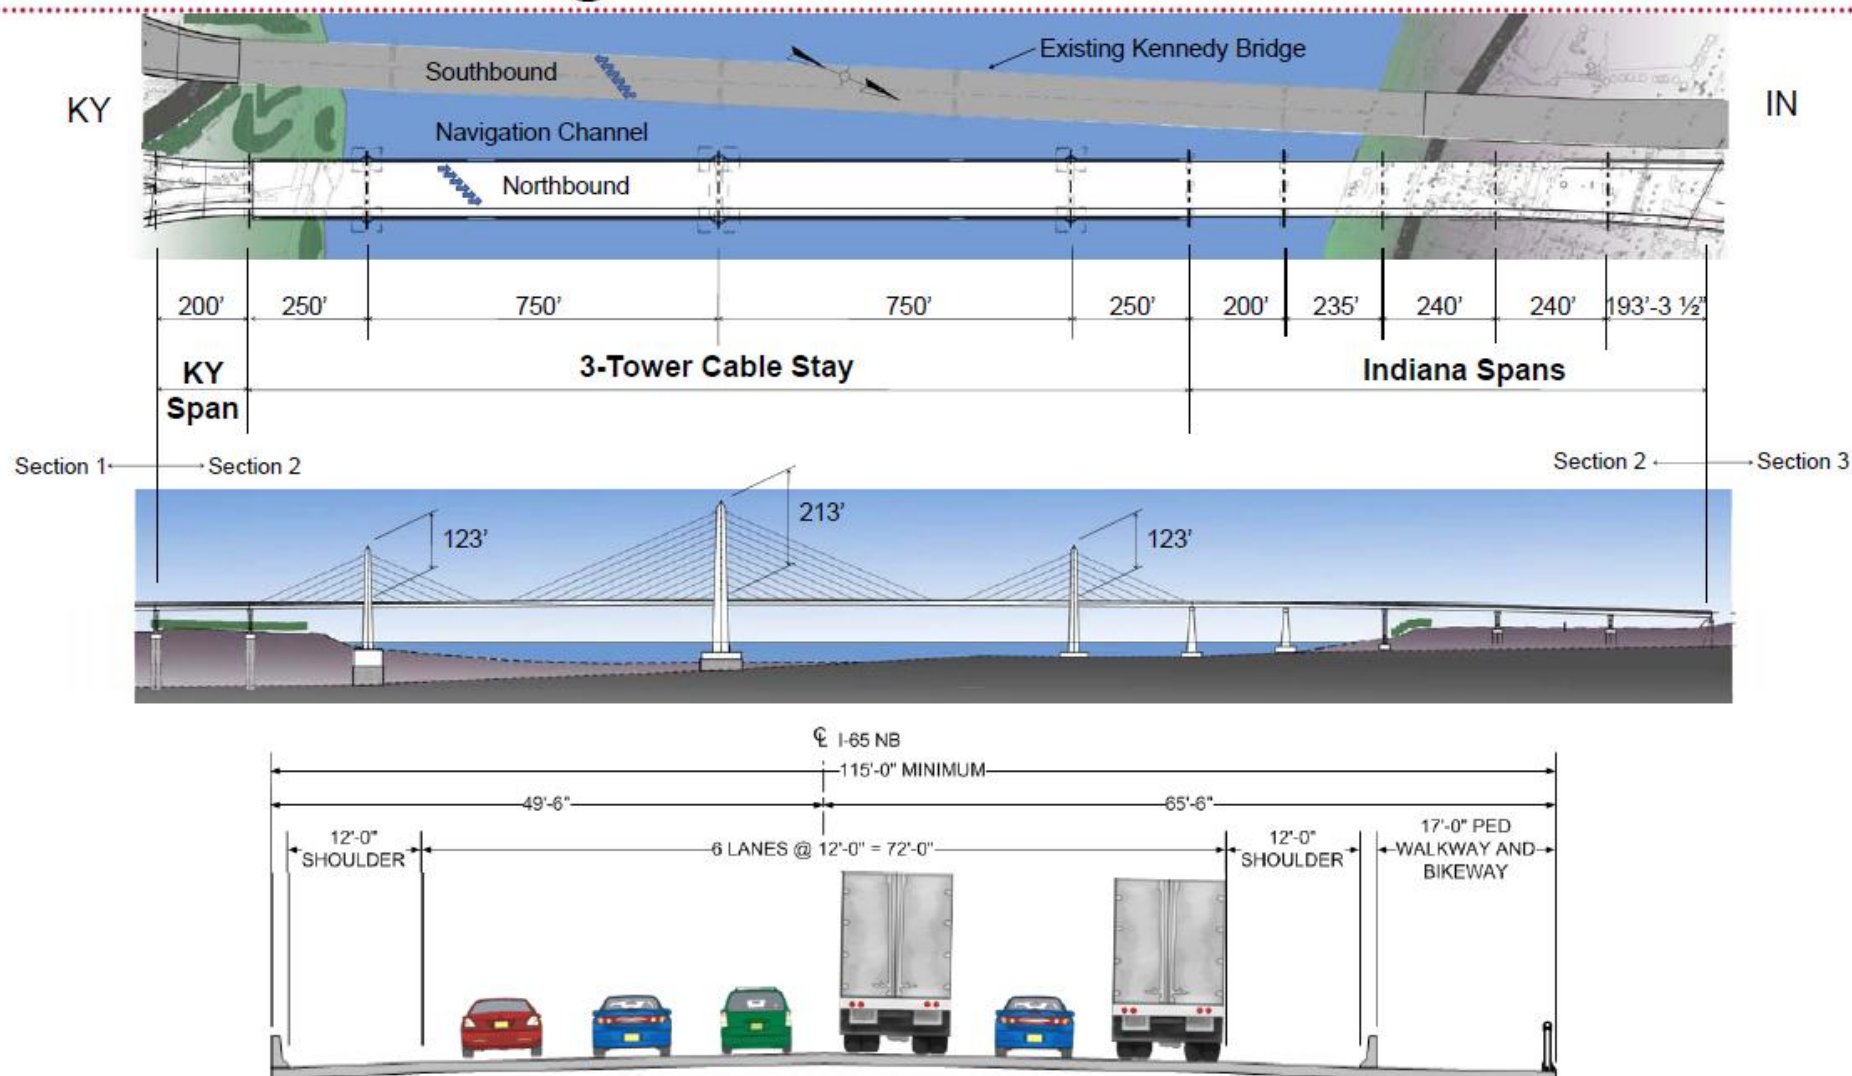 Existing Kennedy Bridge
Southbound
KY
IN
Navigation Channel
Northbound
200' 250' 750' 750' 250' 200' 235' 240' 240' 193'-3 ½"
KY
Span
3-Tower Cable Stay
Indiana Spans
Section 1
Section 2
Section 2
Section 3
123'
213'
123'
℄ I-65 NB
115'-0" MINIMUM
49'-6"
65'-6"
12'-0"
SHOULDER
6 LANES @ 12'-0" = 72'-0"
12'-0"
SHOULDER
17'-0" PED
WALKWAY AND
BIKEWAY